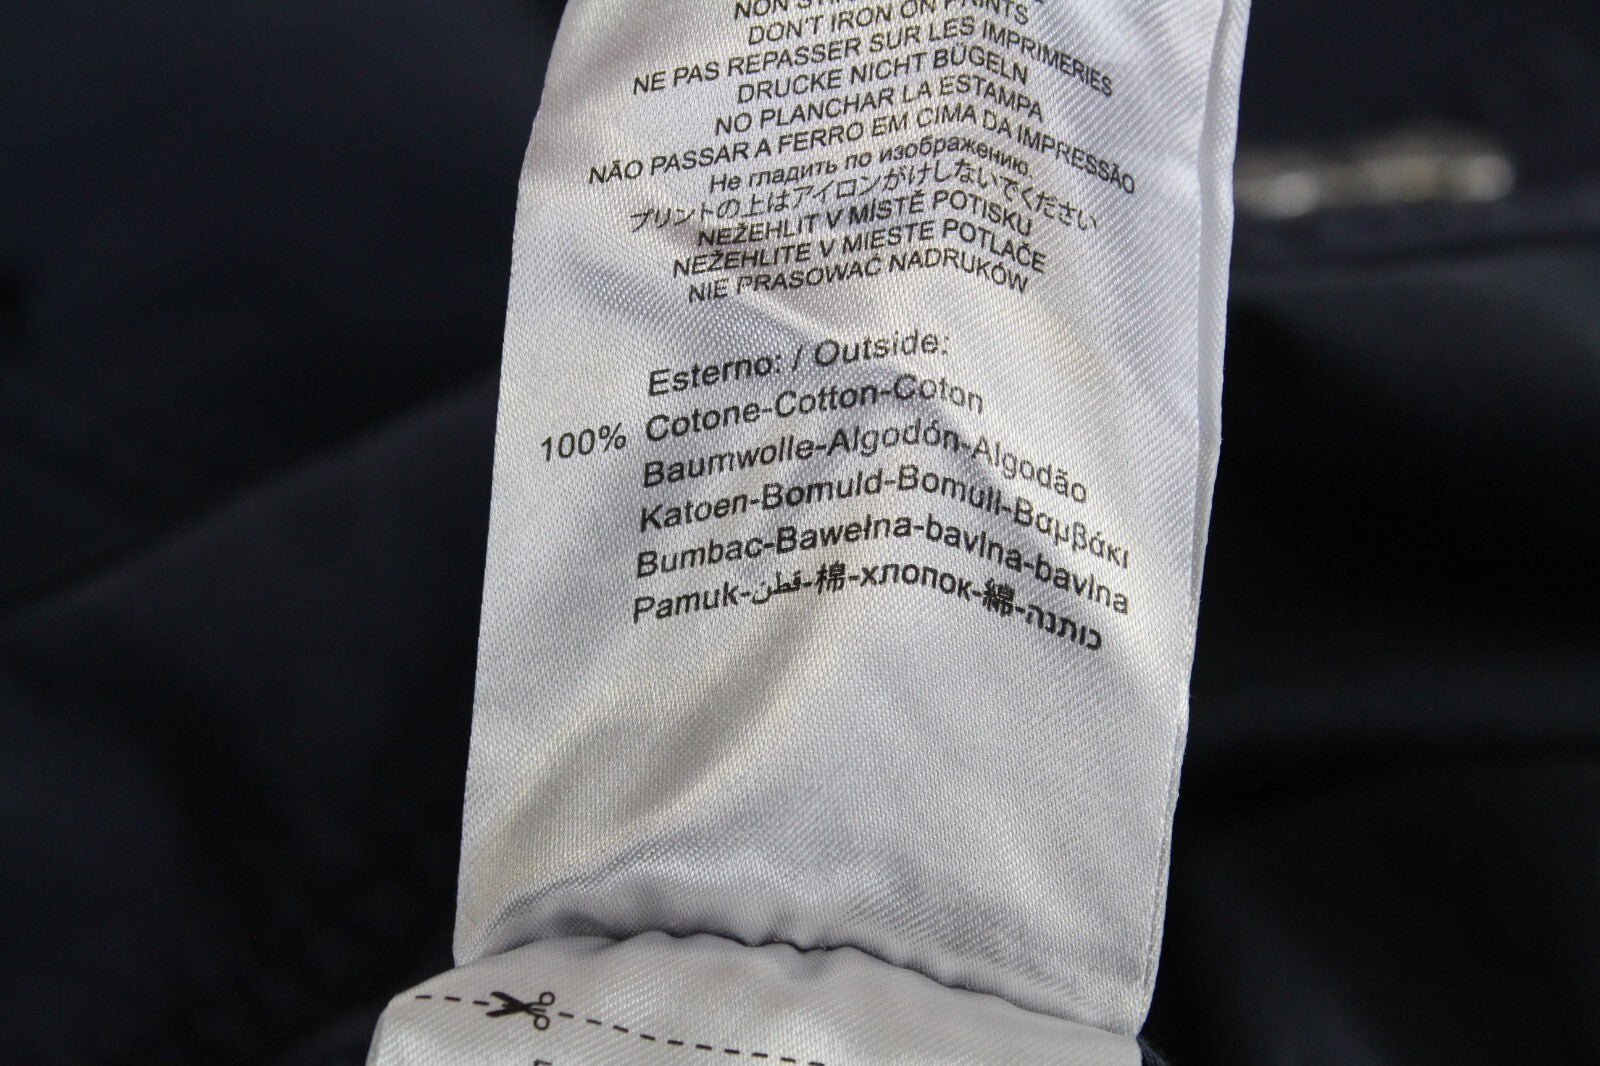 DON'T IRON ON PRINTS
NE PAS REPASSER SUR LES IMPRIMERIES
DRUCKE NICHT BÜGELN
NO PLANCHAR LA ESTAMPA
NÃO PASSAR A FERRO EM CIMA DA IMPRESSÃO
Не гладить по изображению.
プリントの上はアイロンがけしないでください
NEŽEHLIT V MÍSTĚ POTISKU
NEŽEHLITE V MIESTE POTLAČE
NIE PRASOWAĆ NADRUKÓW
Esterno: / Outside:
100% Cotone-Cotton-Coton
Baumwolle-Algodón-Algodão
Katoen-Bomuld-Bomull-Βαμβάκι
Bumbac-Bawełna-bavlna-bavlna
Pamuk-قطن-棉-хлопок-綿-כותנה